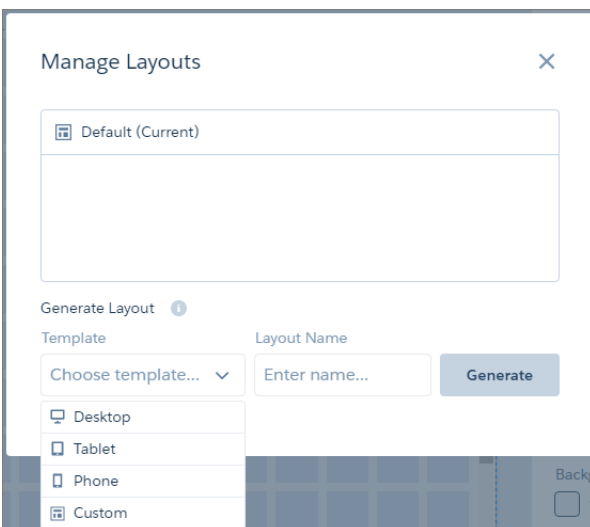 Manage Layouts
Default (Current)
Generate Layout
Template Layout Name
Choose template... Enter name... Generate
Desktop
Tablet
Phone
Custom